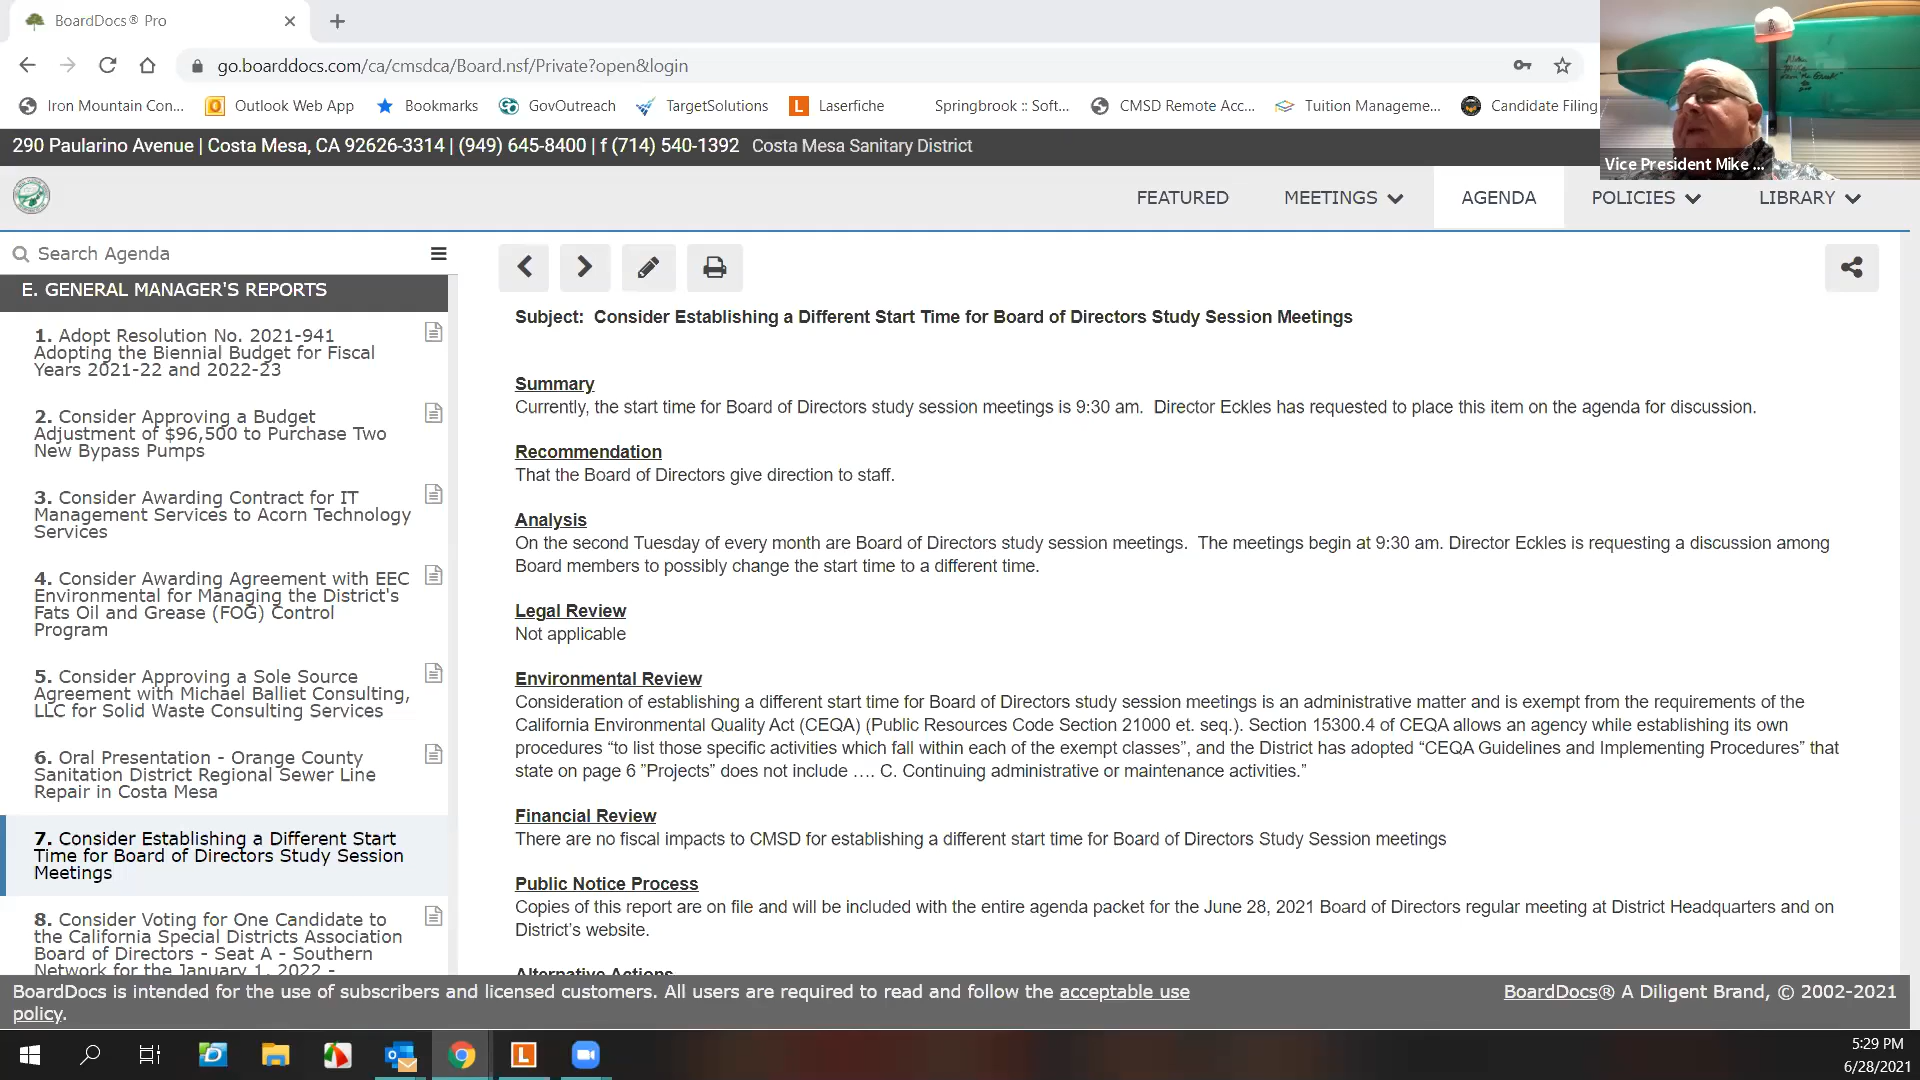 BoardDocs® Pro
go.boarddocs.com/ca/cmsdca/Board.nsf/Private?open&login
Iron Mountain Con... Outlook Web App Bookmarks GovOutreach TargetSolutions Laserfiche Springbrook :: Soft... CMSD Remote Acc... Tuition Manageme... Candidate Filing
290 Paularino Avenue | Costa Mesa, CA 92626-3314 | (949) 645-8400 | f (714) 540-1392 Costa Mesa Sanitary District
Vice President Mike ...
FEATURED MEETINGS AGENDA POLICIES LIBRARY
Search Agenda
E. GENERAL MANAGER'S REPORTS
1. Adopt Resolution No. 2021-941
Adopting the Biennial Budget for Fiscal
Years 2021-22 and 2022-23
2. Consider Approving a Budget
Adjustment of $96,500 to Purchase Two
New Bypass Pumps
3. Consider Awarding Contract for IT
Management Services to Acorn Technology
Services
4. Consider Awarding Agreement with EEC
Environmental for Managing the District's
Fats Oil and Grease (FOG) Control
Program
5. Consider Approving a Sole Source
Agreement with Michael Balliet Consulting,
LLC for Solid Waste Consulting Services
6. Oral Presentation - Orange County
Sanitation District Regional Sewer Line
Repair in Costa Mesa
7. Consider Establishing a Different Start
Time for Board of Directors Study Session
Meetings
8. Consider Voting for One Candidate to
the California Special Districts Association
Board of Directors - Seat A - Southern
Network for the January 1, 2022 -
Subject: Consider Establishing a Different Start Time for Board of Directors Study Session Meetings
Summary
Currently, the start time for Board of Directors study session meetings is 9:30 am. Director Eckles has requested to place this item on the agenda for discussion.
Recommendation
That the Board of Directors give direction to staff.
Analysis
On the second Tuesday of every month are Board of Directors study session meetings. The meetings begin at 9:30 am. Director Eckles is requesting a discussion among
Board members to possibly change the start time to a different time.
Legal Review
Not applicable
Environmental Review
Consideration of establishing a different start time for Board of Directors study session meetings is an administrative matter and is exempt from the requirements of the
California Environmental Quality Act (CEQA) (Public Resources Code Section 21000 et. seq.). Section 15300.4 of CEQA allows an agency while establishing its own
procedures “to list those specific activities which fall within each of the exempt classes”, and the District has adopted “CEQA Guidelines and Implementing Procedures” that
state on page 6 ”Projects” does not include …. C. Continuing administrative or maintenance activities.”
Financial Review
There are no fiscal impacts to CMSD for establishing a different start time for Board of Directors Study Session meetings
Public Notice Process
Copies of this report are on file and will be included with the entire agenda packet for the June 28, 2021 Board of Directors regular meeting at District Headquarters and on
District’s website.
Alternative Actions
BoardDocs is intended for the use of subscribers and licensed customers. All users are required to read and follow the acceptable use
policy.
BoardDocs® A Diligent Brand, © 2002-2021
5:29 PM
6/28/2021